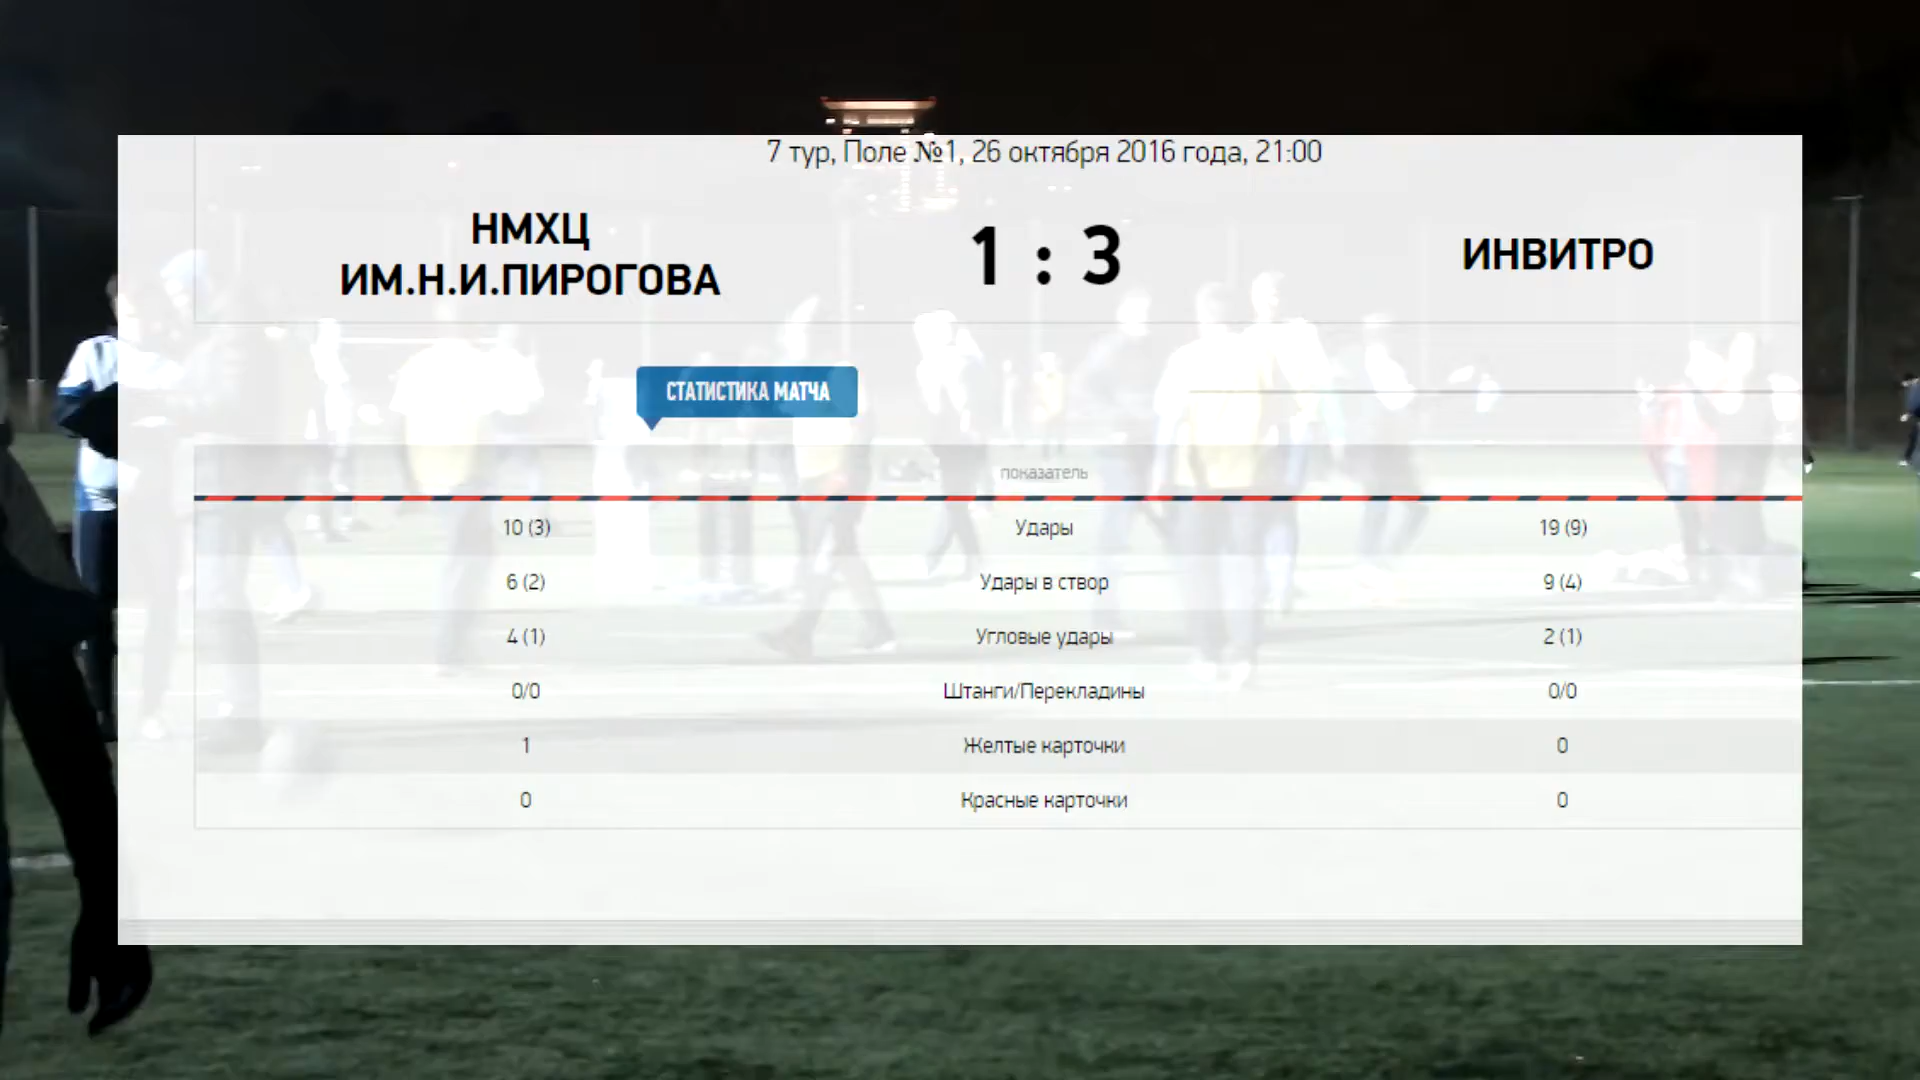 7 тур, Поле №1, 26 октября 2016 года, 21:00
НМХЦ
ИМ.Н.И.ПИРОГОВА
1 : 3
ИНВИТРО
СТАТИСТИКА МАТЧА
показатель
10 (3) Удары 19 (9)
6 (2) Удары в створ 9 (4)
4 (1) Угловые удары 2 (1)
0/0 Штанги/Перекладины 0/0
1 Желтые карточки 0
0 Красные карточки 0